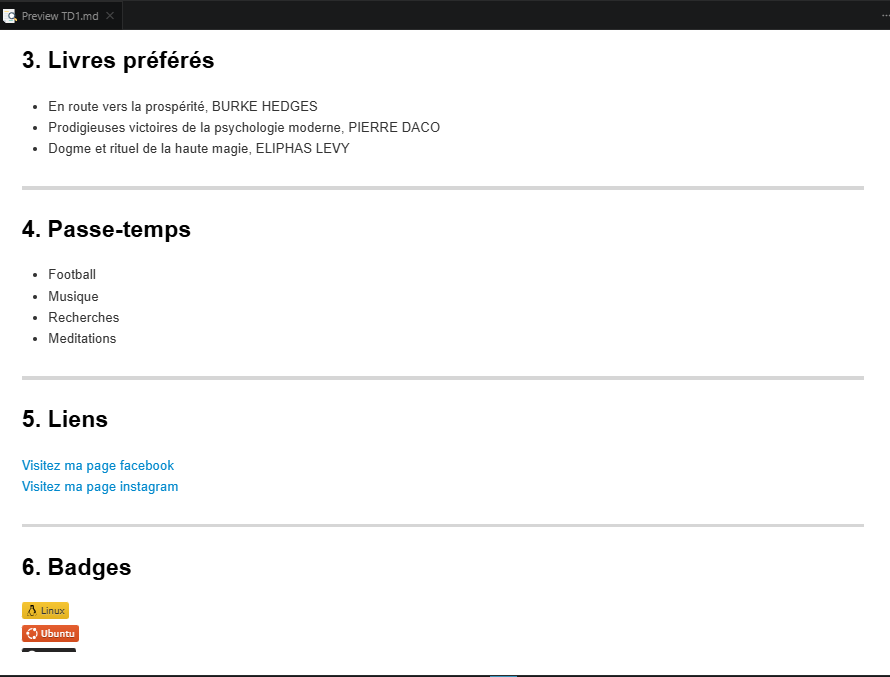 Preview TD1.md
3. Livres préférés
En route vers la prospérité, BURKE HEDGES
Prodigieuses victoires de la psychologie moderne, PIERRE DACO
Dogme et rituel de la haute magie, ELIPHAS LEVY
4. Passe-temps
Football
Musique
Recherches
Meditations
5. Liens
Visitez ma page facebook
Visitez ma page instagram
6. Badges
Linux
Ubuntu